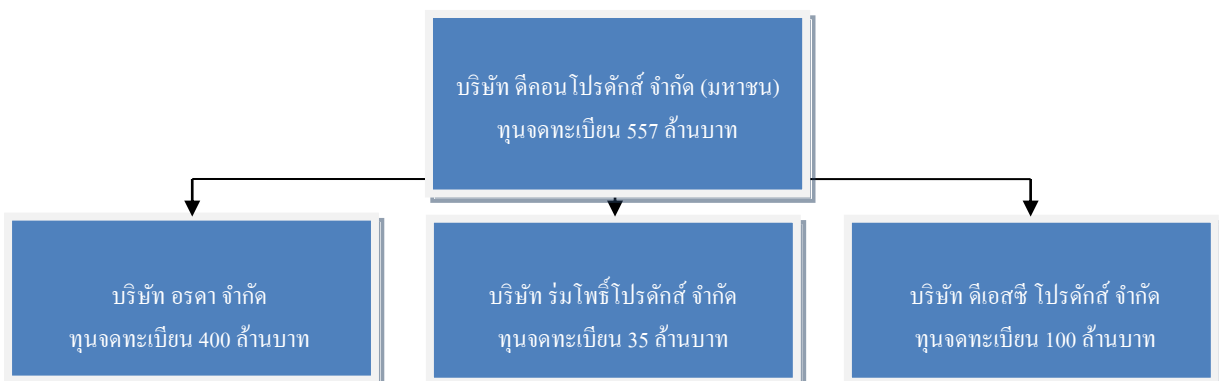 บริษัท ดีคอนโปรดักส์ จำกัด (มหาชน)
ทุนจดทะเบียน 557 ล้านบาท
บริษัท อรดา จำกัด
ทุนจดทะเบียน 400 ล้านบาท
บริษัท ร่มโพธิ์โปรดักส์ จำกัด
ทุนจดทะเบียน 35 ล้านบาท
บริษัท ดีเอสซี โปรดักส์ จำกัด
ทุนจดทะเบียน 100 ล้านบาท